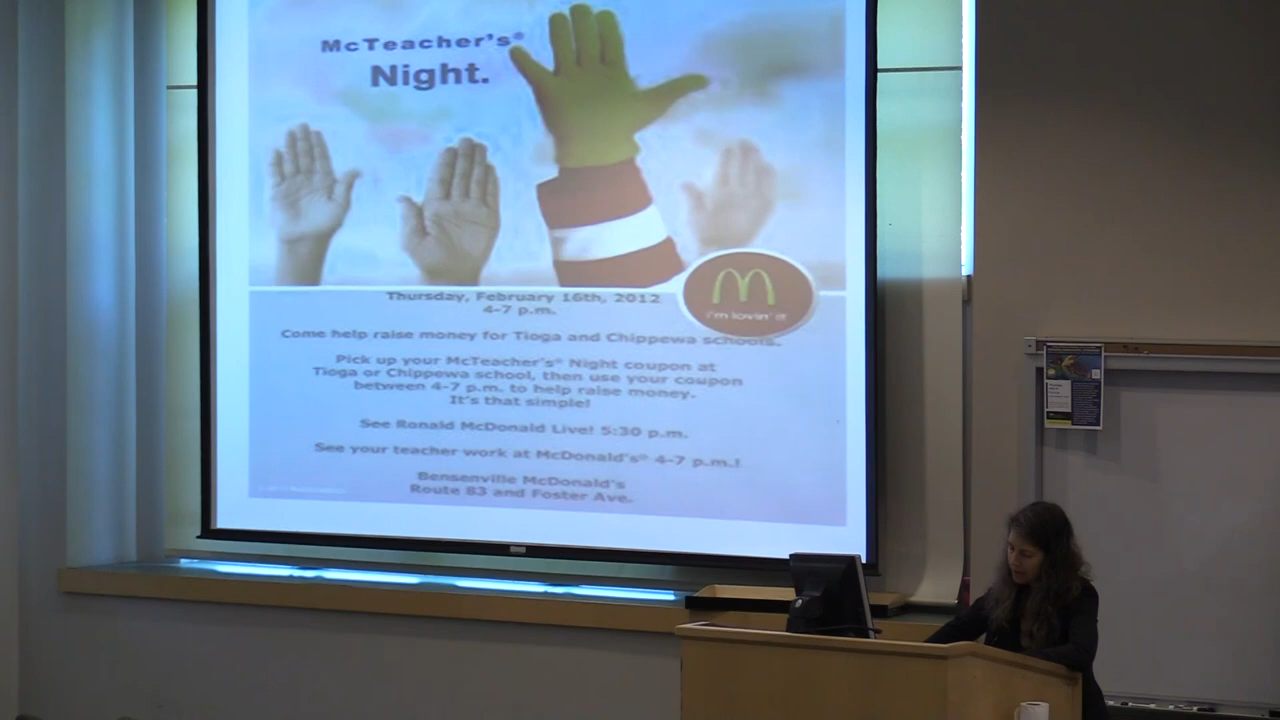 McTeacher's®
Night.
i'm lovin' it
Thursday, February 16th, 2012
4-7 p.m.
Come help raise money for Tioga and Chippewa schools.
Pick up your McTeacher's® Night coupon at
Tioga or Chippewa school, then use your coupon
between 4-7 p.m. to help raise money.
It's that simple!
See Ronald McDonald Live! 5:30 p.m.
See your teacher work at McDonald's® 4-7 p.m.!
Bensenville McDonald's
Route 83 and Foster Ave.